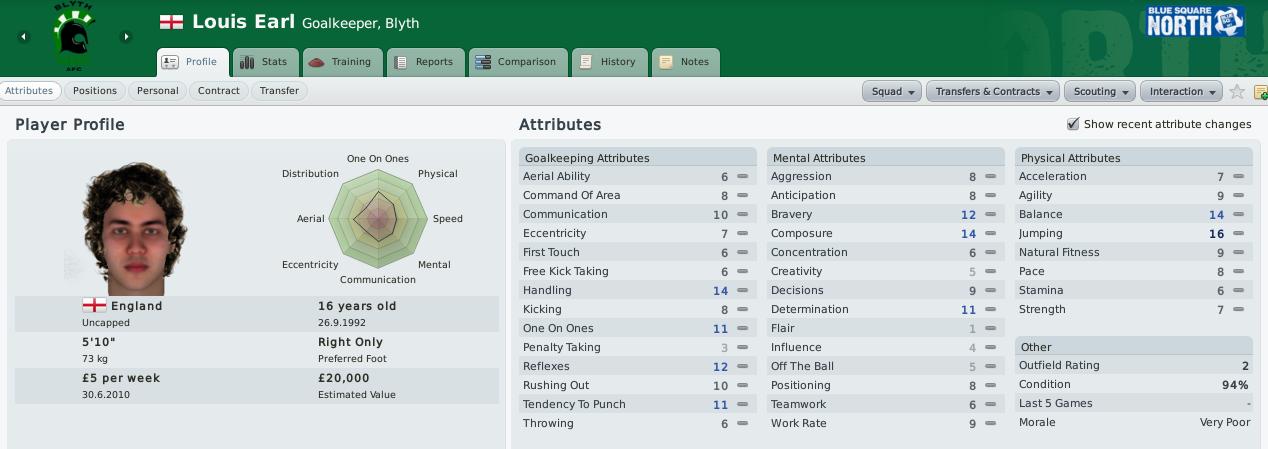 BLYTH
A.F.C.
Louis Earl Goalkeeper, Blyth
BLUE SQUARE
NORTH
Profile
Stats
Training
Reports
Comparison
History
Notes
Attributes
Positions
Personal
Contract
Transfer
Squad
Transfers & Contracts
Scouting
Interaction
Player Profile
One On Ones
Distribution
Physical
Aerial
Speed
Eccentricity
Mental
Communication
England
16 years old
Uncapped
26.9.1992
5'10"
Right Only
73 kg
Preferred Foot
£5 per week
£20,000
30.6.2010
Estimated Value
Attributes
Show recent attribute changes
Goalkeeping Attributes
Aerial Ability 6
Command Of Area 8
Communication 10
Eccentricity 7
First Touch 6
Free Kick Taking 6
Handling 14
Kicking 8
One On Ones 11
Penalty Taking 3
Reflexes 12
Rushing Out 10
Tendency To Punch 11
Throwing 6
Mental Attributes
Aggression 8
Anticipation 8
Bravery 12
Composure 14
Concentration 6
Creativity 5
Decisions 9
Determination 11
Flair 1
Influence 4
Off The Ball 5
Positioning 8
Teamwork 6
Work Rate 9
Physical Attributes
Acceleration 7
Agility 9
Balance 14
Jumping 16
Natural Fitness 9
Pace 8
Stamina 6
Strength 7
Other
Outfield Rating 2
Condition 94%
Last 5 Games -
Morale Very Poor